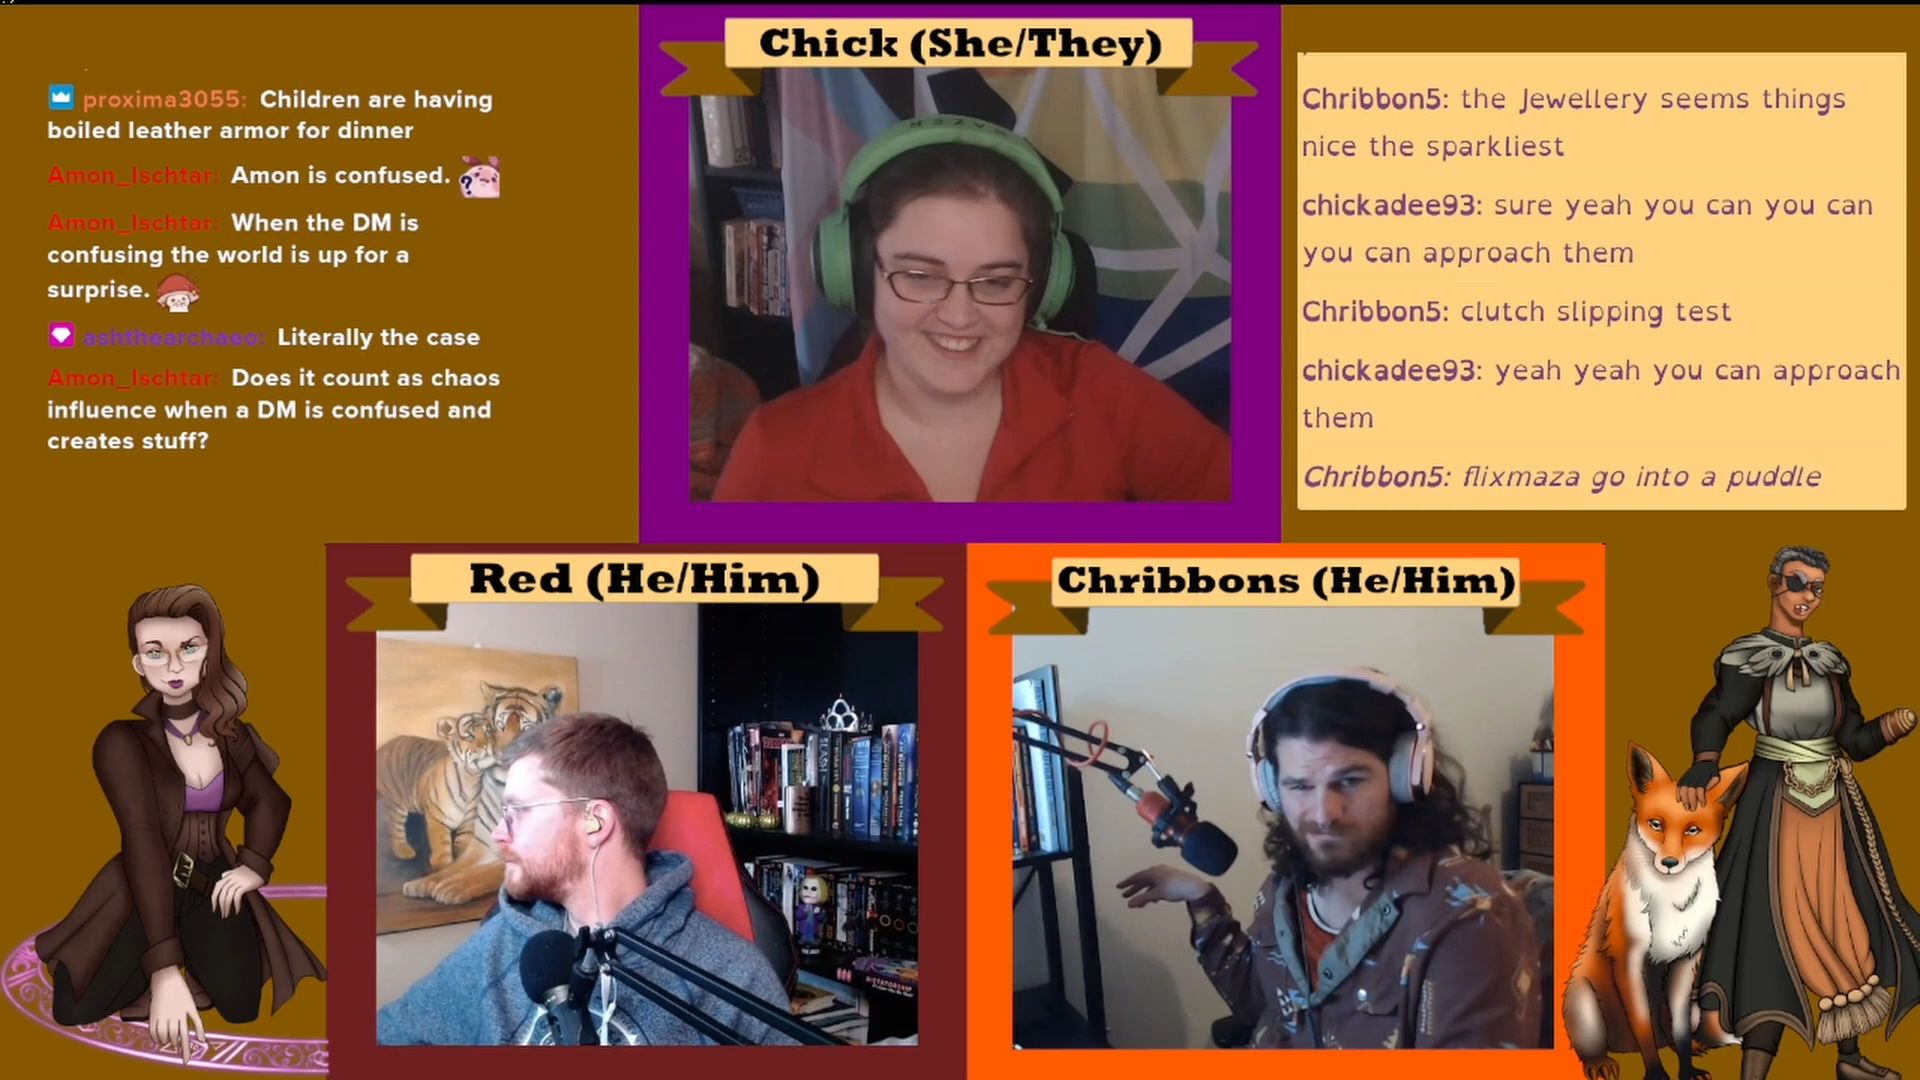 Chick (She/They)
proxima3055: Children are having
boiled leather armor for dinner
Amon_Ischtar: Amon is confused.
Amon_Ischtar: When the DM is
confusing the world is up for a
surprise.
ashthearchaeo: Literally the case
Amon_Ischtar: Does it count as chaos
influence when a DM is confused and
creates stuff?
RAZER
Chribbon5: the Jewellery seems things
nice the sparkliest
chickadee93: sure yeah you can you can
you can approach them
Chribbon5: clutch slipping test
chickadee93: yeah yeah you can approach
them
Chribbon5: flixmaza go into a puddle
Red (He/Him)
Chribbons (He/Him)